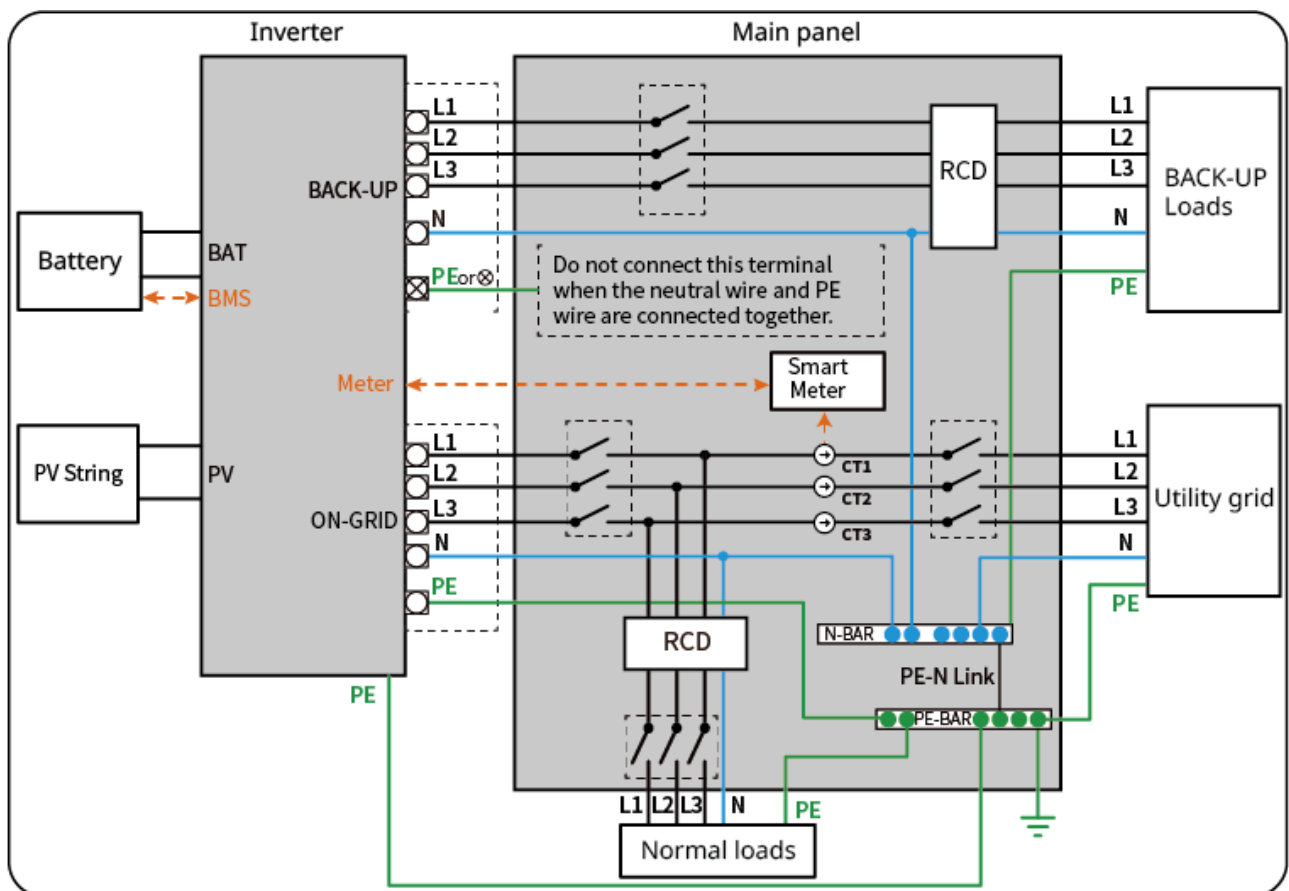 Inverter
Main panel
L1
L2
L3
BACK-UP
N
PE or ⊗
RCD
L1
L2
L3
N
PE
BACK-UP
Loads
Battery
BAT
BMS
Do not connect this terminal
when the neutral wire and PE
wire are connected together.
Meter
Smart
Meter
PV String
PV
L1
L2
L3
ON-GRID
N
PE
CT1
CT2
CT3
L1
L2
L3
N
PE
Utility grid
RCD
N-BAR
PE-N Link
PE-BAR
PE
L1 L2 L3 N
PE
Normal loads